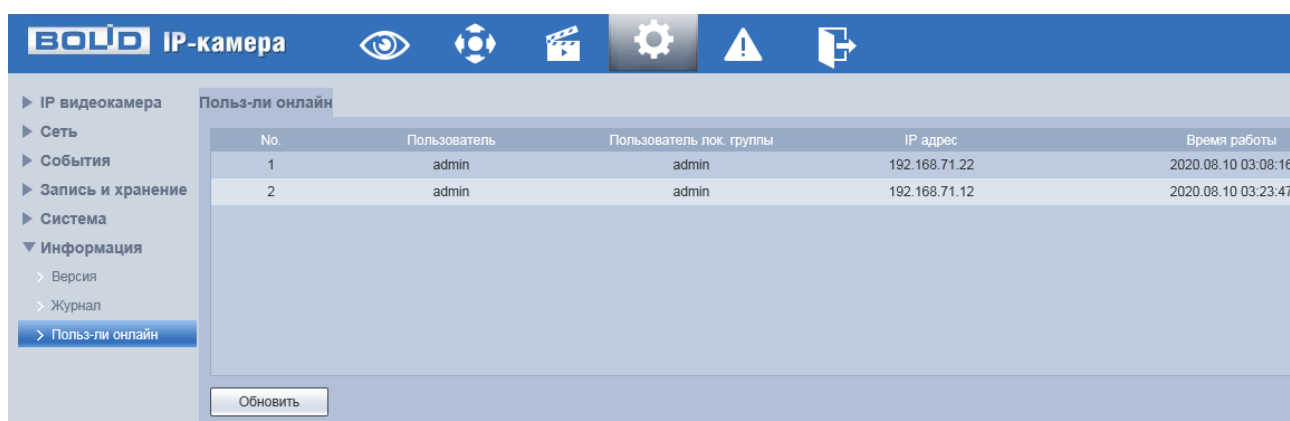 BOLID IP-камера
IP видеокамера
Сеть
События
Запись и хранение
Система
Информация
Версия
Журнал
Польз-ли онлайн
Польз-ли онлайн
No. Пользователь Пользователь лок. группы IP адрес Время работы
1 admin admin 192.168.71.22 2020.08.10 03:08:16
2 admin admin 192.168.71.12 2020.08.10 03:23:47
Обновить